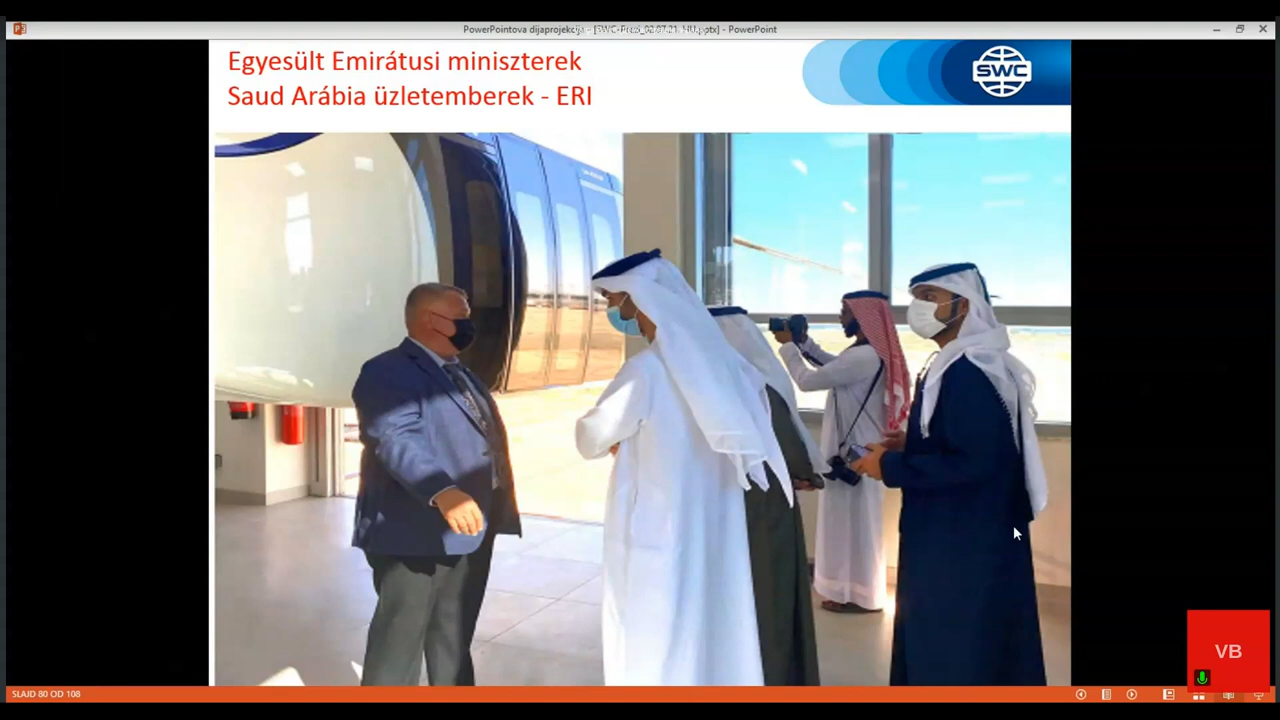 PowerPointova dijaprojekcija - [SWC-Prez_02.07.21. HU.pptx] - PowerPoint
Egyesült Emirátusi miniszterek
Saud Arábia üzletemberek - ERI
SWC
VB
SLAJD 80 OD 108